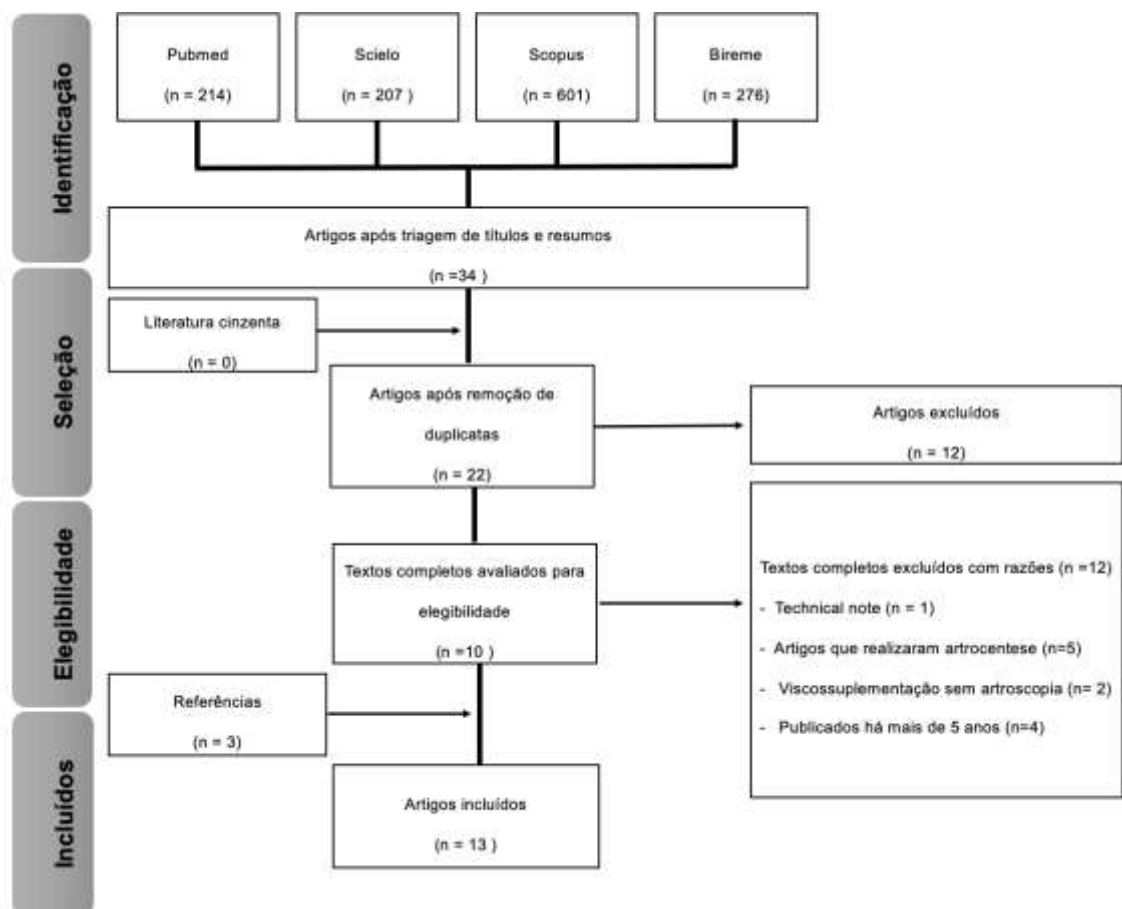 Identificação
Pubmed
(n = 214)
Scielo
(n = 207 )
Scopus
(n = 601)
Bireme
(n = 276)
Artigos após triagem de títulos e resumos
(n =34 )
Seleção
Literatura cinzenta
(n = 0)
Artigos após remoção de
duplicatas
(n = 22)
Artigos excluídos
(n = 12)
Elegibilidade
Textos completos avaliados para
elegibilidade
(n =10 )
Textos completos excluídos com razões (n =12)
- Technical note (n = 1)
- Artigos que realizaram artrocentese (n=5)
- Viscossuplementação sem artroscopia (n= 2)
- Publicados há mais de 5 anos (n=4)
Referências
(n = 3)
Incluídos
Artigos incluídos
(n = 13 )